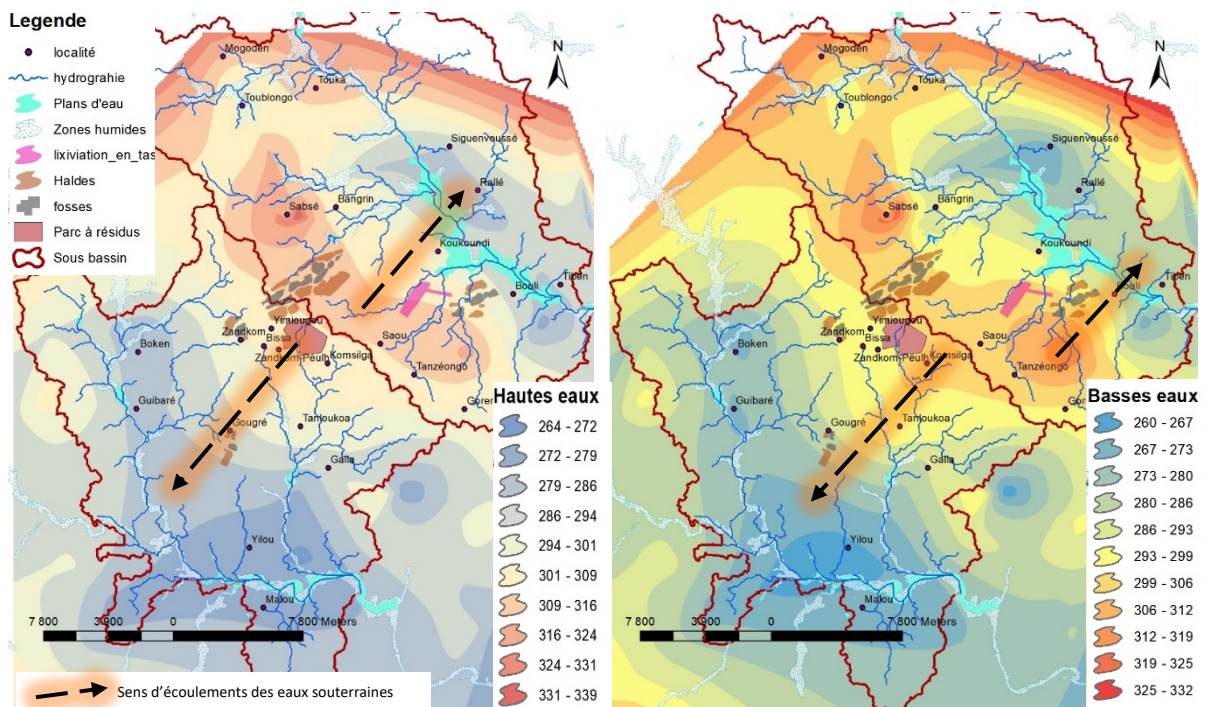 Legende
localité
hydrograhie
Plans d'eau
Zones humides
lixiviation_en_tas
Haldes
fosses
Parc à résidus
Sous bassin
N
Mogoden
Touka
Toublongo
Siguenvoussé
Rallé
Bangrin
Sabsé
Koukoundi
Tiben
Bouli
Yimiougou
Zandkom
Bissa
Zandkom-Peulh
Komsilga
Saou
Tanzéongo
Boken
Guibaré
Gougré
Tanloukoa
Galla
Yilou
Malou
7 800
3 900
0
7 800 Meters
Sens d'écoulements des eaux souterraines
Hautes eaux
264 - 272
272 - 279
279 - 286
286 - 294
294 - 301
301 - 309
309 - 316
316 - 324
324 - 331
331 - 339
N
Mogoden
Touka
Toublongo
Siguenvoussé
Rallé
Bangrin
Sabsé
Koukoundi
Tiben
Bouli
Yimiougou
Zandkom
Bissa
Zandkom-Peulh
Komsilga
Saou
Tanzéongo
Boken
Guibaré
Gougré
Tanloukoa
Galla
Yilou
Malou
7 800
3 900
0
7 800 Meters
Basses eaux
260 - 267
267 - 273
273 - 280
280 - 286
286 - 293
293 - 299
299 - 306
306 - 312
312 - 319
319 - 325
325 - 332